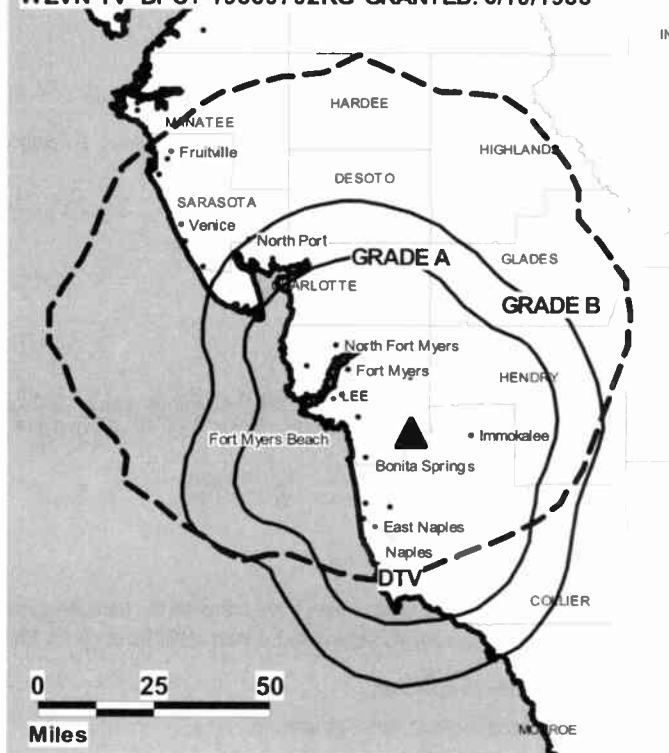 HARDEE
MANATEE
Fruitville
HIGHLANDS
DESOTO
SARASOTA
Venice
North Port
GRADE A
GLADES
CHARLOTTE
GRADE B
North Fort Myers
Fort Myers
HENDRY
LEE
Fort Myers Beach
Immokalee
Bonita Springs
East Naples
Naples
DTV
COLLIER
0 25 50
Miles
MONROE